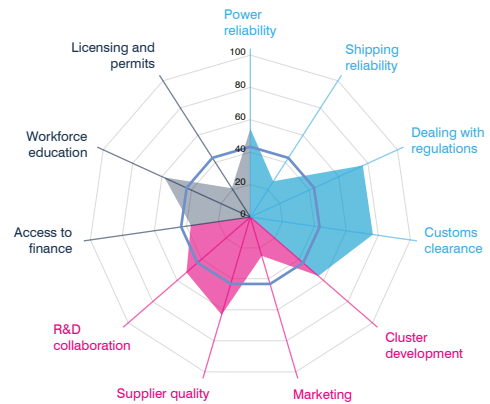 Power
reliability
Licensing and
permits
Shipping
reliability
100
80
60
40
20
0
Workforce
education
Dealing with
regulations
Access to
finance
Customs
clearance
R&D
collaboration
Cluster
development
Supplier quality
Marketing